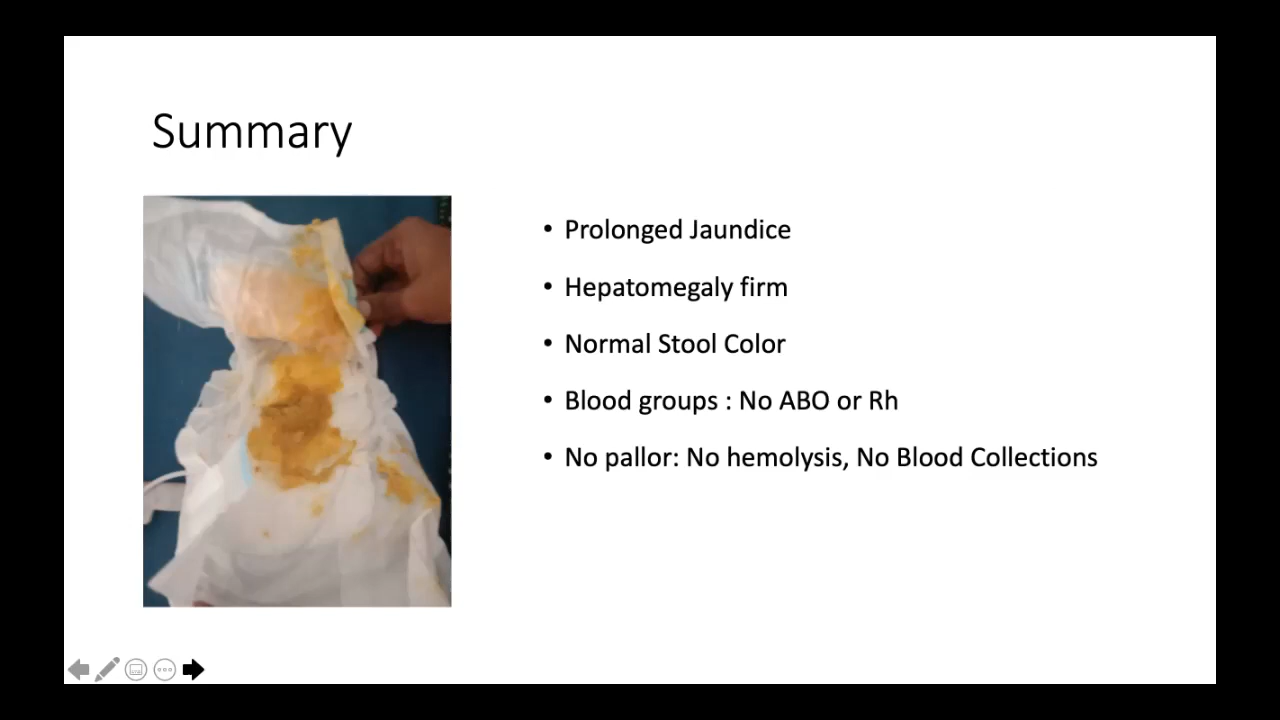 Summary
• Prolonged Jaundice
• Hepatomegaly firm
• Normal Stool Color
• Blood groups : No ABO or Rh
• No pallor: No hemolysis, No Blood Collections